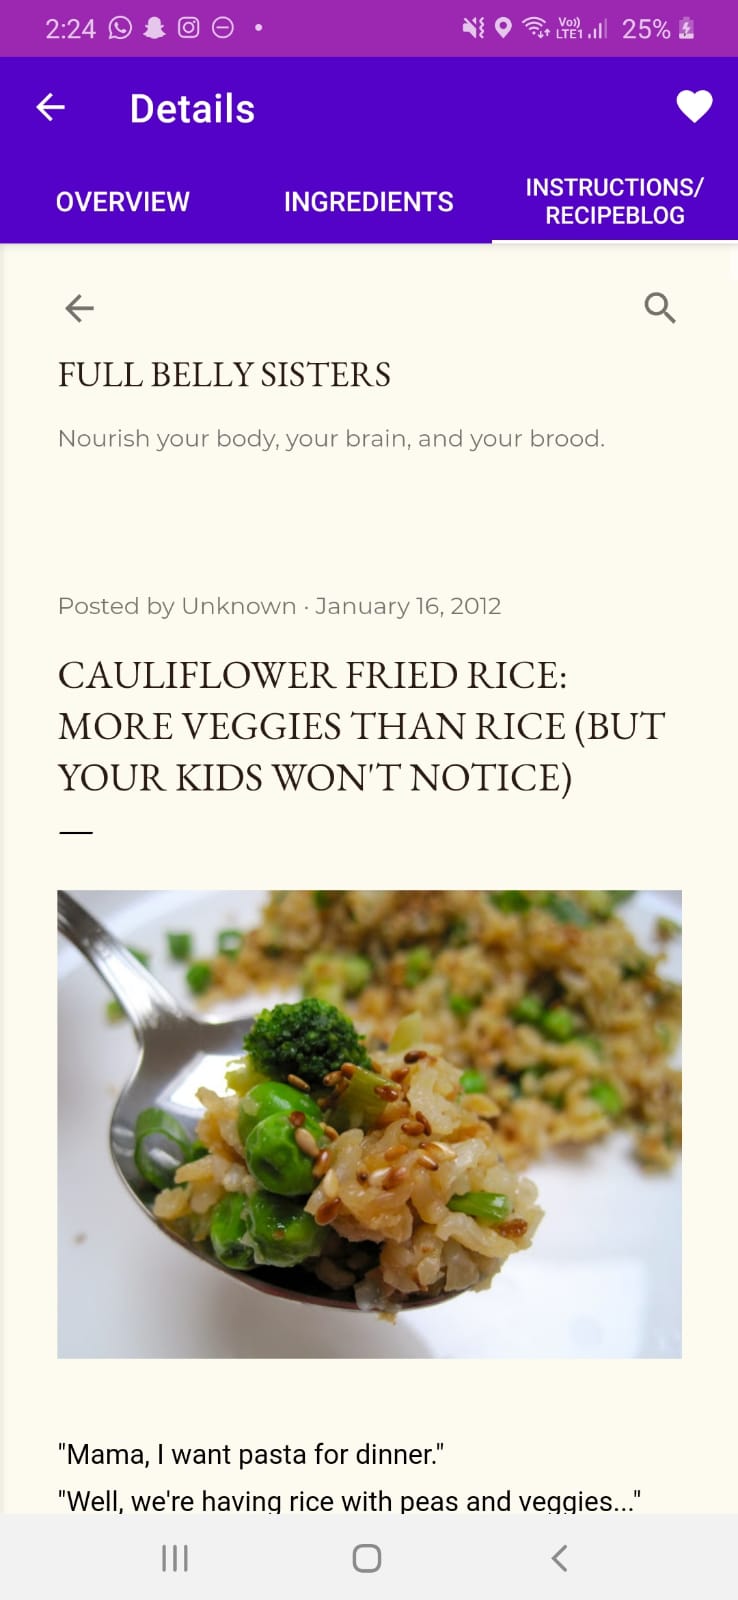 2:24
Vo))
LTE1
25%
Details
OVERVIEW
INGREDIENTS
INSTRUCTIONS/
RECIPEBLOG
FULL BELLY SISTERS
Nourish your body, your brain, and your brood.
Posted by Unknown · January 16, 2012
CAULIFLOWER FRIED RICE:
MORE VEGGIES THAN RICE (BUT
YOUR KIDS WON'T NOTICE)
"Mama, I want pasta for dinner."
"Well, we're having rice with peas and veggies..."